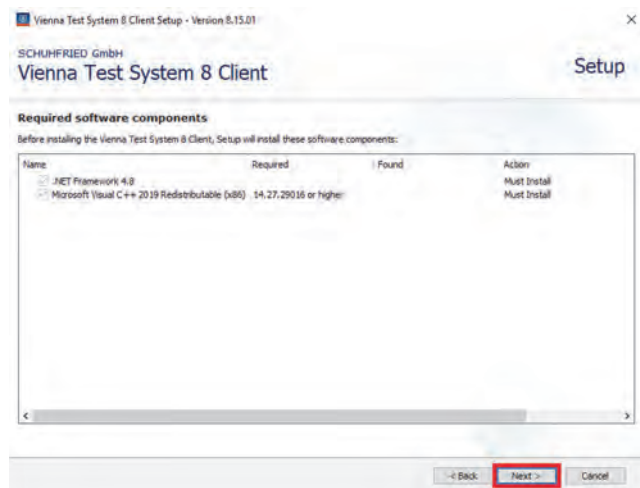 Vienna Test System 8 Client Setup - Version 8.15.01
SCHUHFRIED GmbH
Vienna Test System 8 Client
Setup
Required software components
Before installing the Vienna Test System 8 Client, Setup will install these software components:
Name Required Found Action
.NET Framework 4.8 Must Install
Microsoft Visual C++ 2019 Redistributable (x86) 14.27.29016 or higher Must Install
< Back Next > Cancel